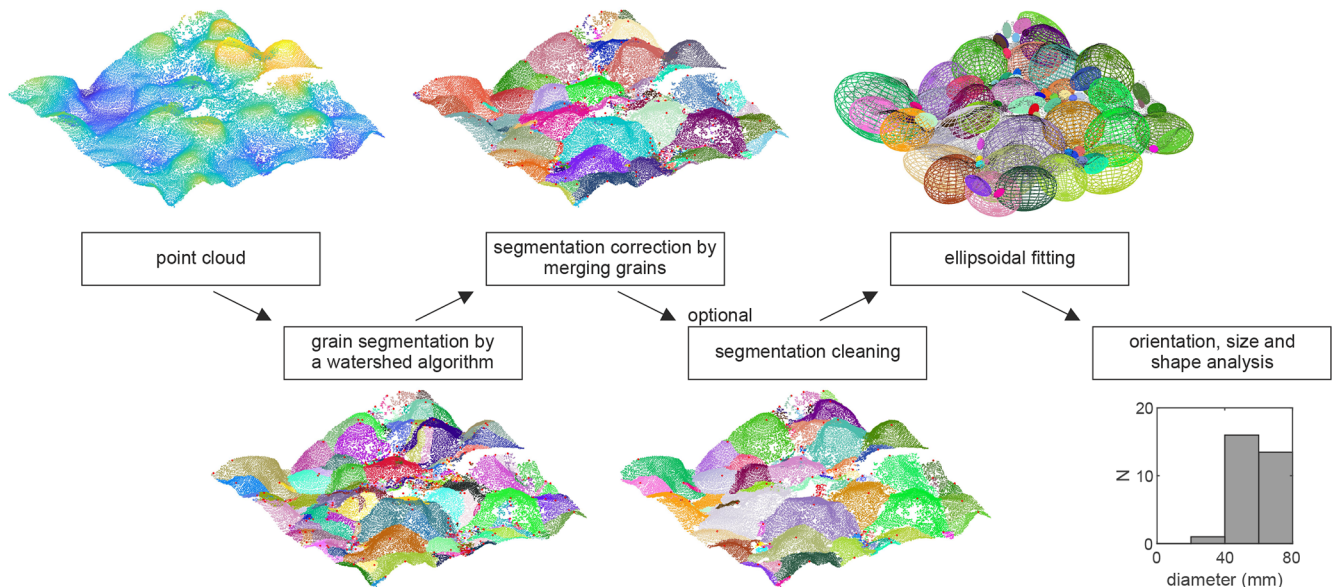 point cloud
segmentation correction by
merging grains
ellipsoidal fitting
optional
grain segmentation by
a watershed algorithm
segmentation cleaning
orientation, size and
shape analysis
20
10
0
N
0 40 80
diameter (mm)